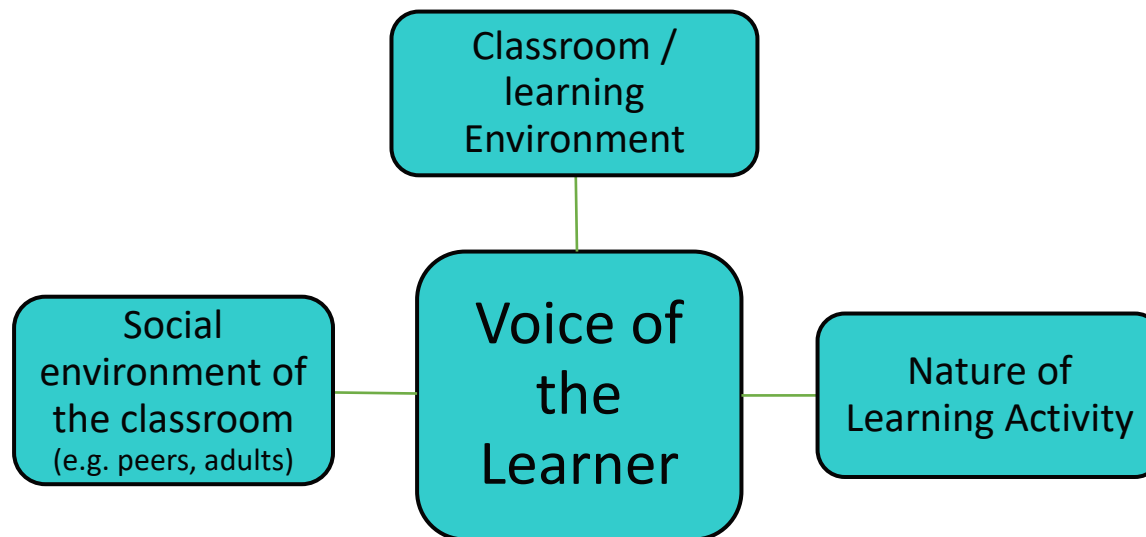 Classroom /
learning
Environment
Social
environment of
the classroom
(e.g. peers, adults)
Voice of
the
Learner
Nature of
Learning Activity